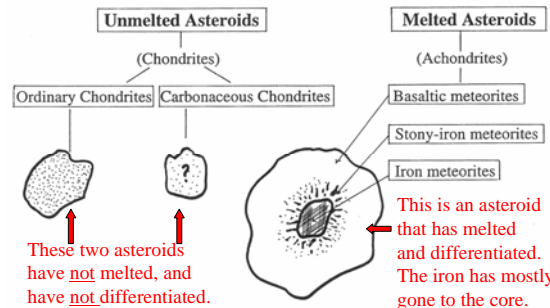 Unmelted Asteroids
(Chondrites)
Ordinary Chondrites
Carbonaceous Chondrites
?
These two asteroids
have not melted, and
have not differentiated.
Melted Asteroids
(Achondrites)
Basaltic meteorites
Stony-iron meteorites
Iron meteorites
This is an asteroid
that has melted
and differentiated.
The iron has mostly
gone to the core.